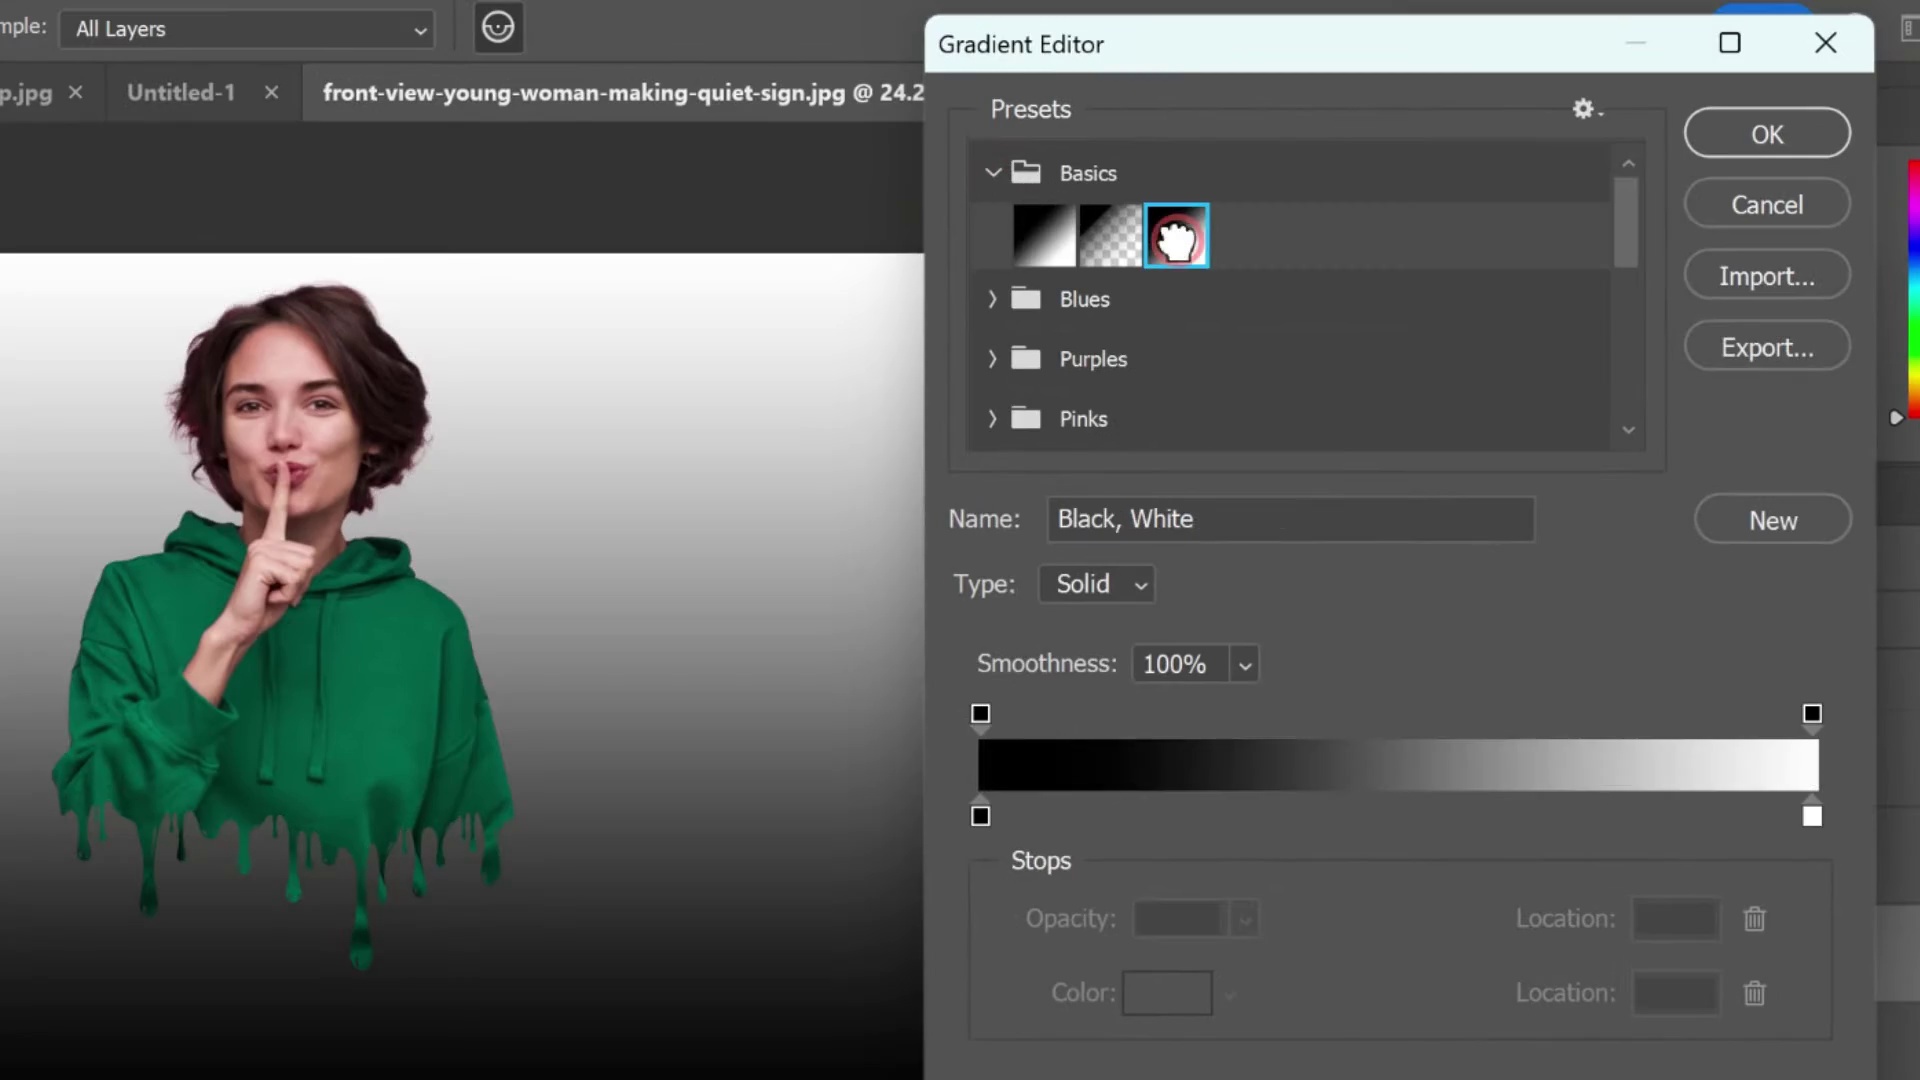 mple: All Layers
Gradient Editor
p.jpg × Untitled-1 × front-view-young-woman-making-quiet-sign.jpg @ 24.2
Presets
OK
Basics
Cancel
Import...
Blues
Export...
Purples
Pinks
Name: Black, White
New
Type: Solid
Smoothness: 100%
Stops
Opacity:
Location:
Color:
Location: